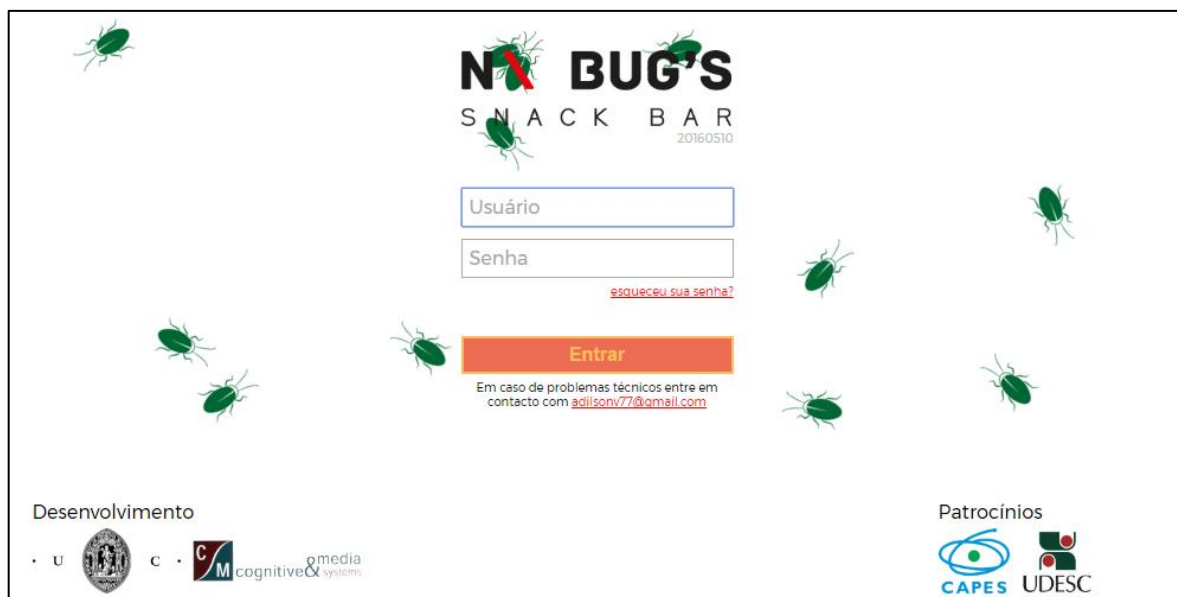 N\ BUG'S
SNACK BAR
20160510
Usuário
Senha
esqueceu sua senha?
Entrar
Em caso de problemas técnicos entre em
contacto com adilsonv77@gmail.com
Desenvolvimento
Patrocínios
· U C ·
C/M cognitive & media systems
CAPES
UDESC